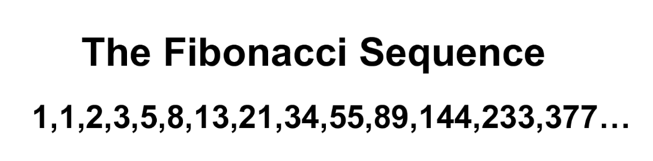 The Fibonacci Sequence
1,1,2,3,5,8,13,21,34,55,89,144,233,377…